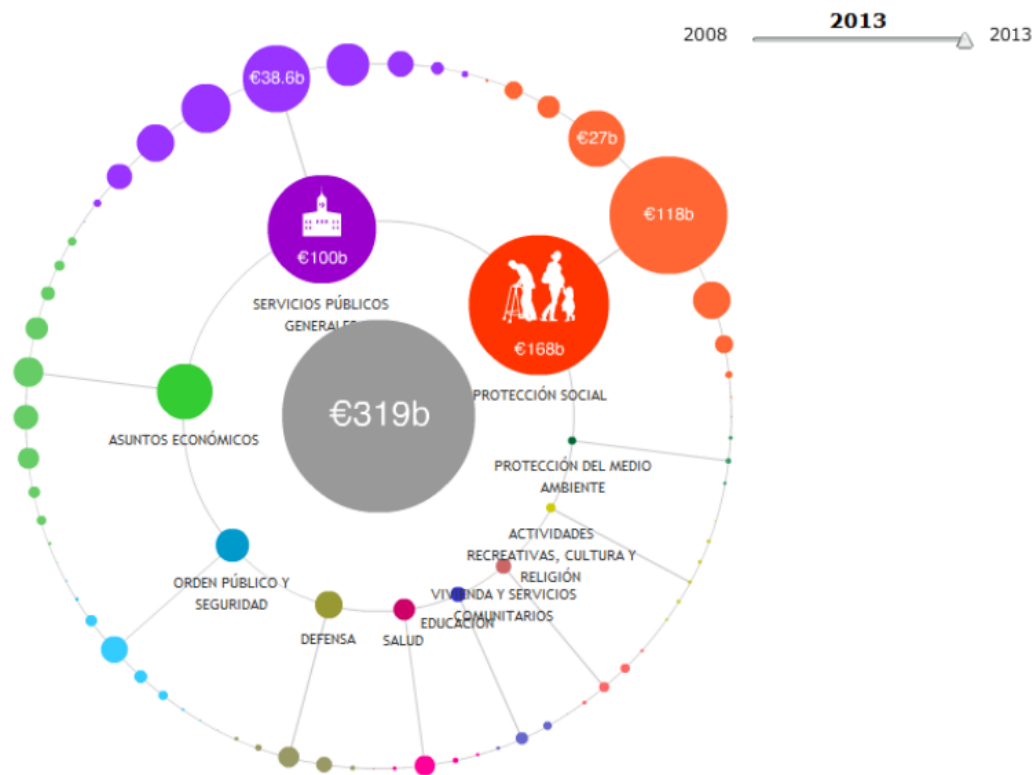 2013
2008
2013
€38.6b
€27b
€118b
€100b
SERVICIOS PÚBLICOS
GENERALES
€168b
PROTECCIÓN SOCIAL
€319b
ASUNTOS ECONÓMICOS
PROTECCIÓN DEL MEDIO
AMBIENTE
ACTIVIDADES
RECREATIVAS, CULTURA Y
RELIGIÓN
ORDEN PÚBLICO Y
SEGURIDAD
VIVIENDA Y SERVICIOS
COMUNITARIOS
EDUCACIÓN
SALUD
DEFENSA